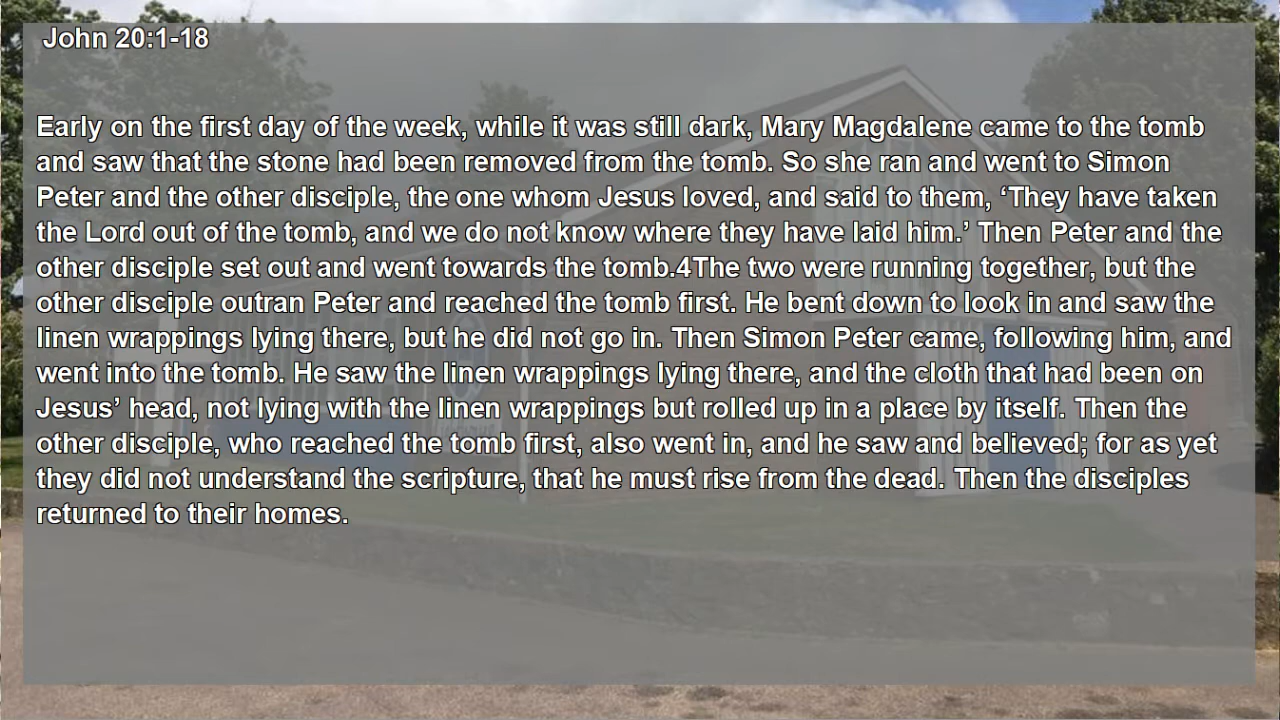 John 20:1-18
Early on the first day of the week, while it was still dark, Mary Magdalene came to the tomb
and saw that the stone had been removed from the tomb. So she ran and went to Simon
Peter and the other disciple, the one whom Jesus loved, and said to them, ‘They have taken
the Lord out of the tomb, and we do not know where they have laid him.’ Then Peter and the
other disciple set out and went towards the tomb.4The two were running together, but the
other disciple outran Peter and reached the tomb first. He bent down to look in and saw the
linen wrappings lying there, but he did not go in. Then Simon Peter came, following him, and
went into the tomb. He saw the linen wrappings lying there, and the cloth that had been on
Jesus’ head, not lying with the linen wrappings but rolled up in a place by itself. Then the
other disciple, who reached the tomb first, also went in, and he saw and believed; for as yet
they did not understand the scripture, that he must rise from the dead. Then the disciples
returned to their homes.